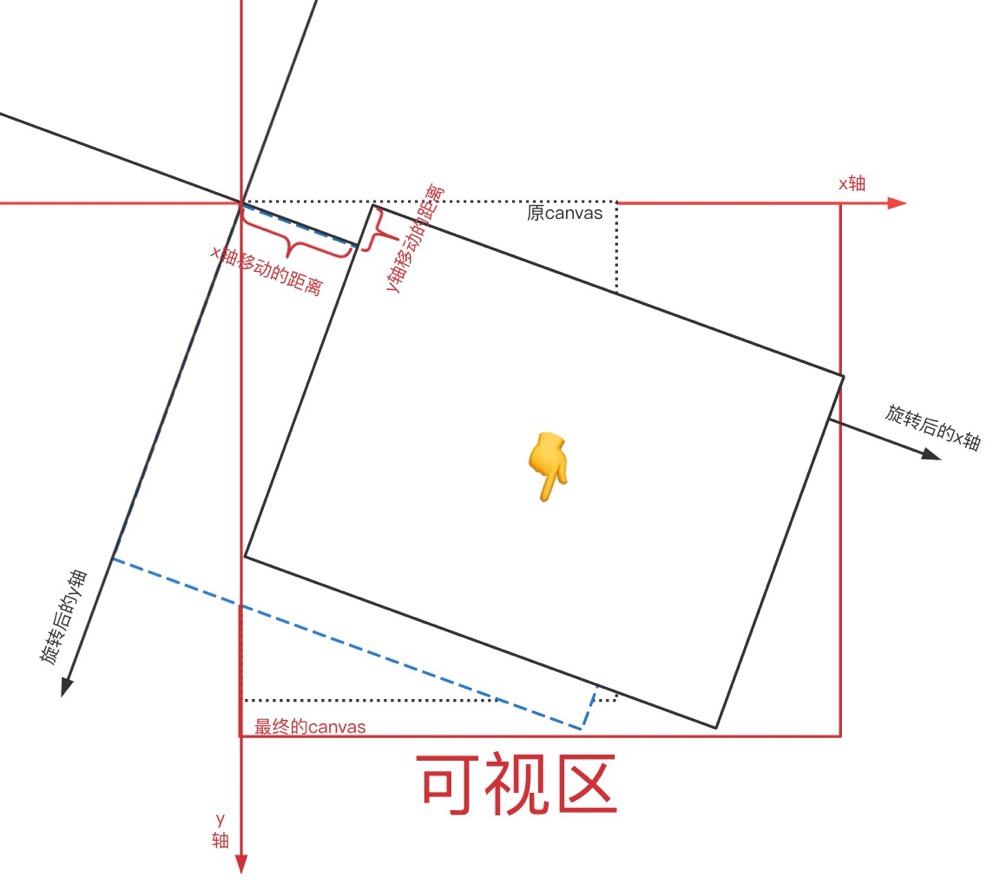 x轴
原canvas
y轴移动的距离
x轴移动的距离
旋转后的x轴
旋转后的y轴
最终的canvas
可视区
y
轴